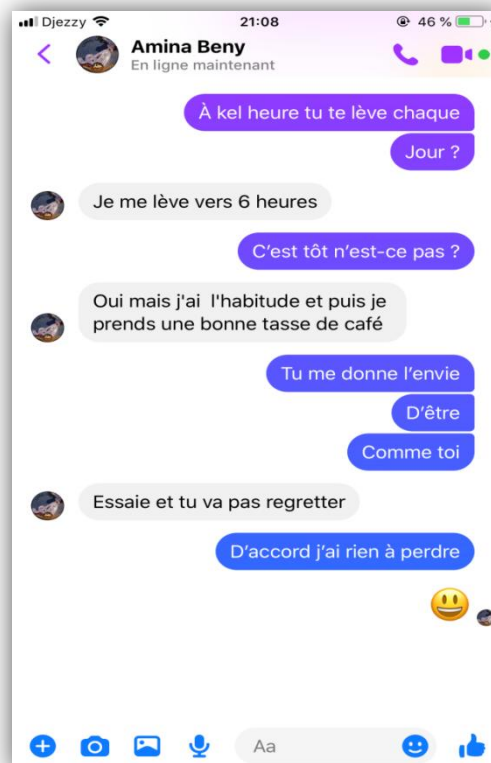 Djezzy 21:08 46 %
Amina Beny
En ligne maintenant
À kel heure tu te lève chaque
Jour ?
Je me lève vers 6 heures
C'est tôt n'est-ce pas ?
Oui mais j'ai l'habitude et puis je
prends une bonne tasse de café
Tu me donne l'envie
D'être
Comme toi
Essaie et tu va pas regretter
D'accord j'ai rien à perdre
Aa